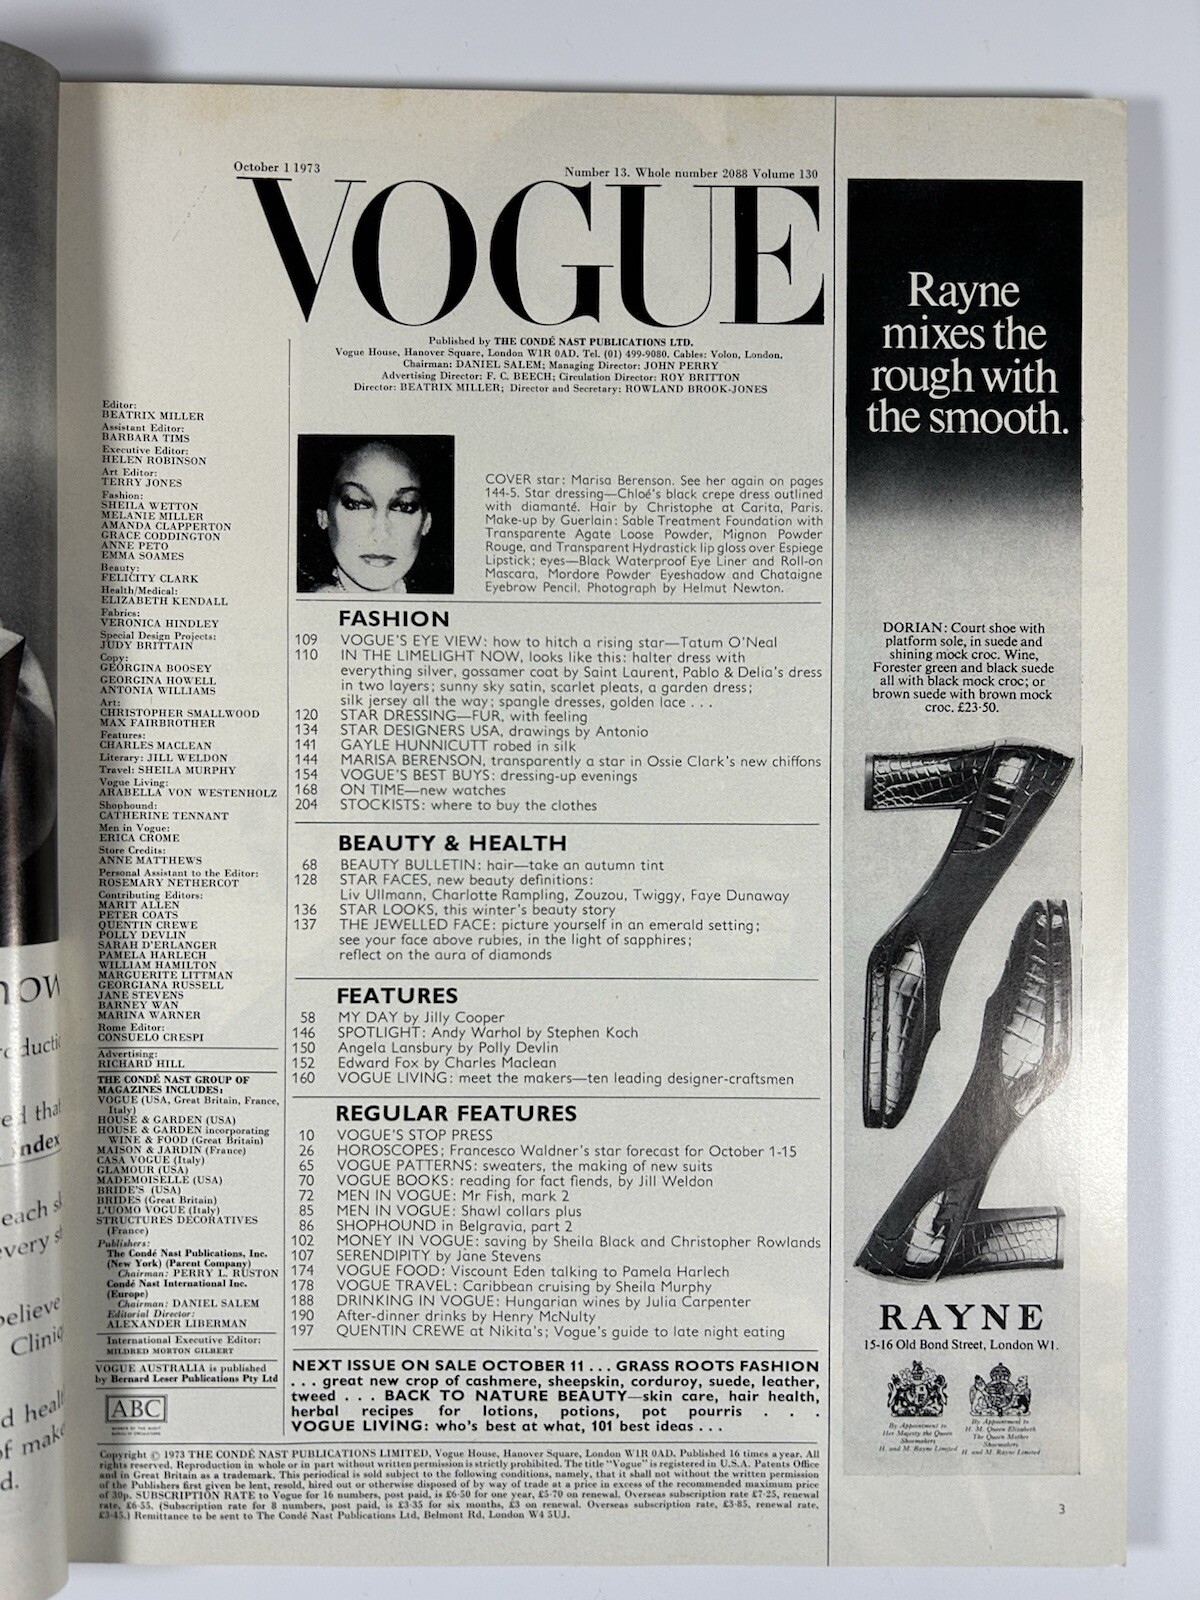 October 1 1973
Number 13. Whole number 2088 Volume 130
VOGUE
Published by THE CONDÉ NAST PUBLICATIONS LTD.
Vogue House, Hanover Square, London W1R 0AD. Tel. (01) 499-9080. Cables: Volon, London.
Chairman: DANIEL SALEM; Managing Director: JOHN PERRY
Advertising Director: F. C. BEECH; Circulation Director: ROY BRITTON
Director: BEATRIX MILLER; Director and Secretary: ROWLAND BROOK-JONES
Editor:
BEATRIX MILLER
Assistant Editor:
BARBARA TIMS
Executive Editor:
HELEN ROBINSON
Art Editor:
TERRY JONES
Fashion:
SHEILA WETTON
MELANIE MILLER
AMANDA CLAPPERTON
GRACE CODDINGTON
ANNE PETO
EMMA SOAMES
Beauty:
FELICITY CLARK
Health/Medical:
ELIZABETH KENDALL
Fabrics:
VERONICA HINDLEY
Special Design Projects:
JUDY BRITTAIN
Copy:
GEORGINA BOOSEY
GEORGINA HOWELL
ANTONIA WILLIAMS
Art:
CHRISTOPHER SMALLWOOD
MAX FAIRBROTHER
Features:
CHARLES MACLEAN
Literary: JILL WELDON
Travel: SHEILA MURPHY
Vogue Living:
ARABELLA VON WESTENHOLZ
Shophound:
CATHERINE TENNANT
Men in Vogue:
ERICA CROME
Store Credits:
ANNE MATTHEWS
Personal Assistant to the Editor:
ROSEMARY NETHERCOT
Contributing Editors:
MARIT ALLEN
PETER COATS
QUENTIN CREWE
POLLY DEVLIN
SARAH D'ERLANGER
PAMELA HARLECH
WILLIAM HAMILTON
MARGUERITE LITTMAN
GEORGIANA RUSSELL
JANE STEVENS
BARNEY WAN
MARINA WARNER
Rome Editor:
CONSUELO CRESPI
Advertising:
RICHARD HILL
THE CONDÉ NAST GROUP OF
MAGAZINES INCLUDES:
VOGUE (USA, Great Britain, France,
Italy)
HOUSE & GARDEN (USA)
HOUSE & GARDEN incorporating
WINE & FOOD (Great Britain)
MAISON & JARDIN (France)
CASA VOGUE (Italy)
GLAMOUR (USA)
MADEMOISELLE (USA)
BRIDE'S (USA)
BRIDES (Great Britain)
L'UOMO VOGUE (Italy)
STRUCTURES DÉCORATIVES
(France)
Publishers:
The Condé Nast Publications, Inc.
(New York) (Parent Company)
Chairman: PERRY L. RUSTON
Condé Nast International Inc.
(Europe)
Chairman: DANIEL SALEM
Editorial Director:
ALEXANDER LIBERMAN
International Executive Editor:
MILDRED MORTON GILBERT
VOGUE AUSTRALIA is published
by Bernard Leser Publications Pty Ltd
ABC
COVER star: Marisa Berenson. See her again on pages
144-5. Star dressing—Chloé's black crepe dress outlined
with diamanté. Hair by Christophe at Carita, Paris.
Make-up by Guerlain: Sable Treatment Foundation with
Transparente Agate Loose Powder, Mignon Powder
Rouge, and Transparent Hydrastick lip gloss over Espiege
Lipstick; eyes—Black Waterproof Eye Liner and Roll-on
Mascara, Mordore Powder Eyeshadow and Chataigne
Eyebrow Pencil. Photograph by Helmut Newton.
FASHION
109 VOGUE'S EYE VIEW: how to hitch a rising star—Tatum O'Neal
110 IN THE LIMELIGHT NOW, looks like this: halter dress with
everything silver, gossamer coat by Saint Laurent, Pablo & Delia's dress
in two layers; sunny sky satin, scarlet pleats, a garden dress;
silk jersey all the way; spangle dresses, golden lace . . .
120 STAR DRESSING—FUR, with feeling
134 STAR DESIGNERS USA, drawings by Antonio
141 GAYLE HUNNICUTT robed in silk
144 MARISA BERENSON, transparently a star in Ossie Clark's new chiffons
154 VOGUE'S BEST BUYS: dressing-up evenings
168 ON TIME—new watches
204 STOCKISTS: where to buy the clothes
BEAUTY & HEALTH
68 BEAUTY BULLETIN: hair—take an autumn tint
128 STAR FACES, new beauty definitions:
Liv Ullmann, Charlotte Rampling, Zouzou, Twiggy, Faye Dunaway
136 STAR LOOKS, this winter's beauty story
137 THE JEWELLED FACE: picture yourself in an emerald setting;
see your face above rubies, in the light of sapphires;
reflect on the aura of diamonds
FEATURES
58 MY DAY by Jilly Cooper
146 SPOTLIGHT: Andy Warhol by Stephen Koch
150 Angela Lansbury by Polly Devlin
152 Edward Fox by Charles Maclean
160 VOGUE LIVING: meet the makers—ten leading designer-craftsmen
REGULAR FEATURES
10 VOGUE'S STOP PRESS
26 HOROSCOPES; Francesco Waldner's star forecast for October 1-15
65 VOGUE PATTERNS: sweaters, the making of new suits
70 VOGUE BOOKS: reading for fact fiends, by Jill Weldon
72 MEN IN VOGUE: Mr Fish, mark 2
85 MEN IN VOGUE: Shawl collars plus
86 SHOPHOUND in Belgravia, part 2
102 MONEY IN VOGUE: saving by Sheila Black and Christopher Rowlands
107 SERENDIPITY by Jane Stevens
174 VOGUE FOOD: Viscount Eden talking to Pamela Harlech
178 VOGUE TRAVEL: Caribbean cruising by Sheila Murphy
188 DRINKING IN VOGUE: Hungarian wines by Julia Carpenter
190 After-dinner drinks by Henry McNulty
197 QUENTIN CREWE at Nikita's; Vogue's guide to late night eating
NEXT ISSUE ON SALE OCTOBER 11 . . . GRASS ROOTS FASHION
. . . great new crop of cashmere, sheepskin, corduroy, suede, leather,
tweed . . . BACK TO NATURE BEAUTY—skin care, hair health,
herbal recipes for lotions, potions, pot pourris . . .
VOGUE LIVING: who's best at what, 101 best ideas . . .
Copyright © 1973 THE CONDÉ NAST PUBLICATIONS LIMITED, Vogue House, Hanover Square, London W1R 0AD. Published 16 times a year. All
rights reserved. Reproduction in whole or in part without written permission is strictly prohibited. The title "Vogue" is registered in U.S.A. Patents Office
and in Great Britain as a trademark. This periodical is sold subject to the following conditions, namely, that it shall not without the written permission
of the Publishers first given be lent, resold, hired out or otherwise disposed of by way of trade at a price in excess of the recommended maximum price
of 30p. SUBSCRIPTION RATE to Vogue for 16 numbers, post paid, is £6·50 for one year, £5·70 on renewal. Overseas subscription rate £7·25, renewal
rate, £6·55. (Subscription rate for 8 numbers, post paid, is £3·35 for six months, £3 on renewal. Overseas subscription rate, £3·85, renewal rate,
£3·45.) Remittance to be sent to The Condé Nast Publications Ltd, Belmont Rd, London W4 5UJ.
Rayne
mixes the
rough with
the smooth.
DORIAN: Court shoe with
platform sole, in suede and
shining mock croc. Wine,
Forester green and black suede
all with black mock croc; or
brown suede with brown mock
croc. £23·50.
RAYNE
15-16 Old Bond Street, London W1.
By Appointment to
Her Majesty the Queen
Shoemakers
H. and M. Rayne Limited
By Appointment to
H. M. Queen Elizabeth
The Queen Mother
Shoemakers
H. and M. Rayne Limited
3